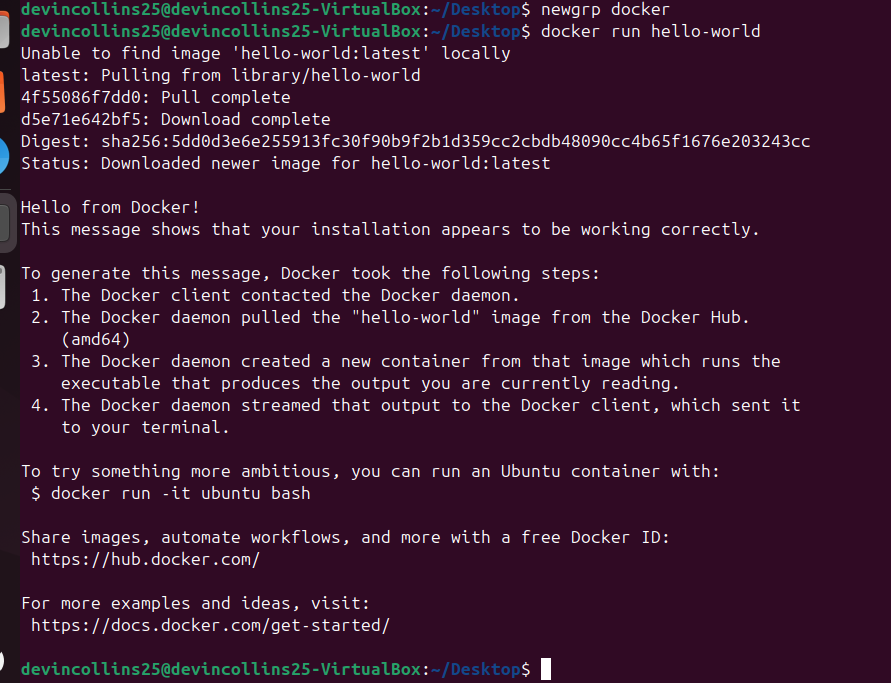 devincollins25@devincollins25-VirtualBox:~/Desktop$ newgrp docker
devincollins25@devincollins25-VirtualBox:~/Desktop$ docker run hello-world
Unable to find image 'hello-world:latest' locally
latest: Pulling from library/hello-world
4f55086f7dd0: Pull complete
d5e71e642bf5: Download complete
Digest: sha256:5dd0d3e6e255913fc30f90b9f2b1d359cc2cbdb48090cc4b65f1676e203243cc
Status: Downloaded newer image for hello-world:latest

Hello from Docker!
This message shows that your installation appears to be working correctly.

To generate this message, Docker took the following steps:
 1. The Docker client contacted the Docker daemon.
 2. The Docker daemon pulled the "hello-world" image from the Docker Hub.
    (amd64)
 3. The Docker daemon created a new container from that image which runs the
    executable that produces the output you are currently reading.
 4. The Docker daemon streamed that output to the Docker client, which sent it
    to your terminal.

To try something more ambitious, you can run an Ubuntu container with:
 $ docker run -it ubuntu bash

Share images, automate workflows, and more with a free Docker ID:
 https://hub.docker.com/

For more examples and ideas, visit:
 https://docs.docker.com/get-started/

devincollins25@devincollins25-VirtualBox:~/Desktop$